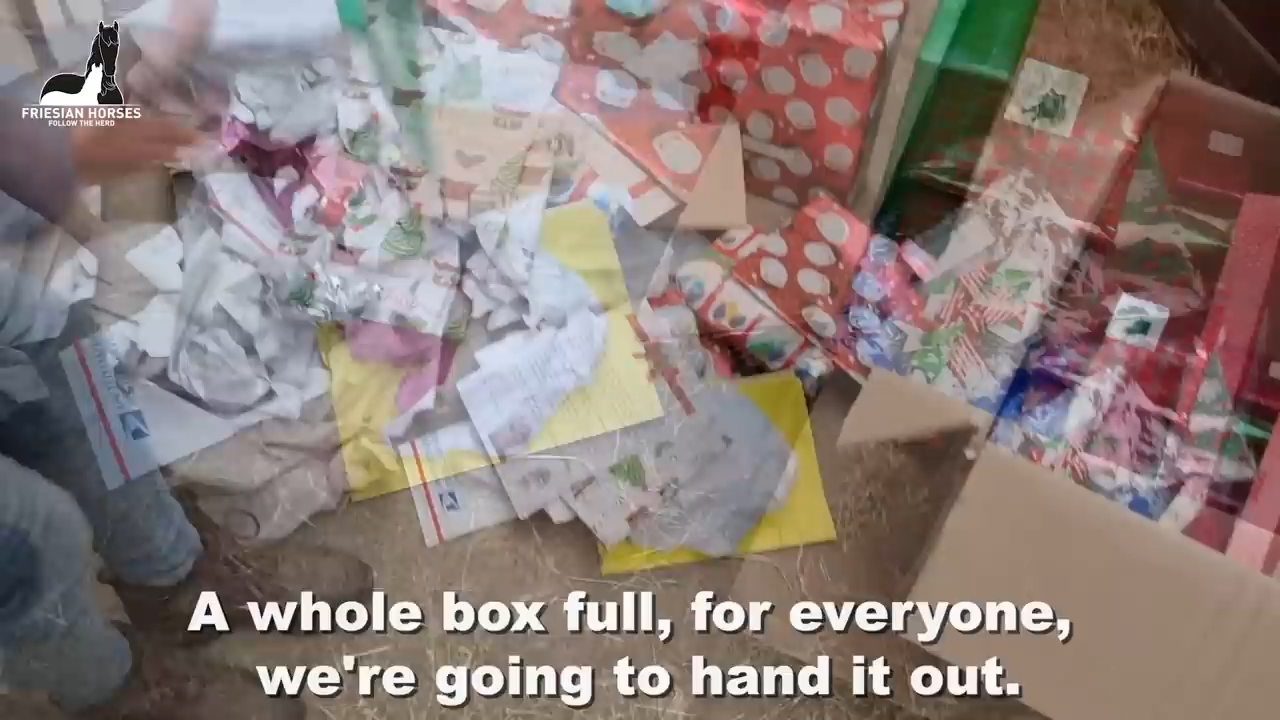 FRIESIAN HORSES
FOLLOW THE HERD
A whole box full, for everyone,
we're going to hand it out.